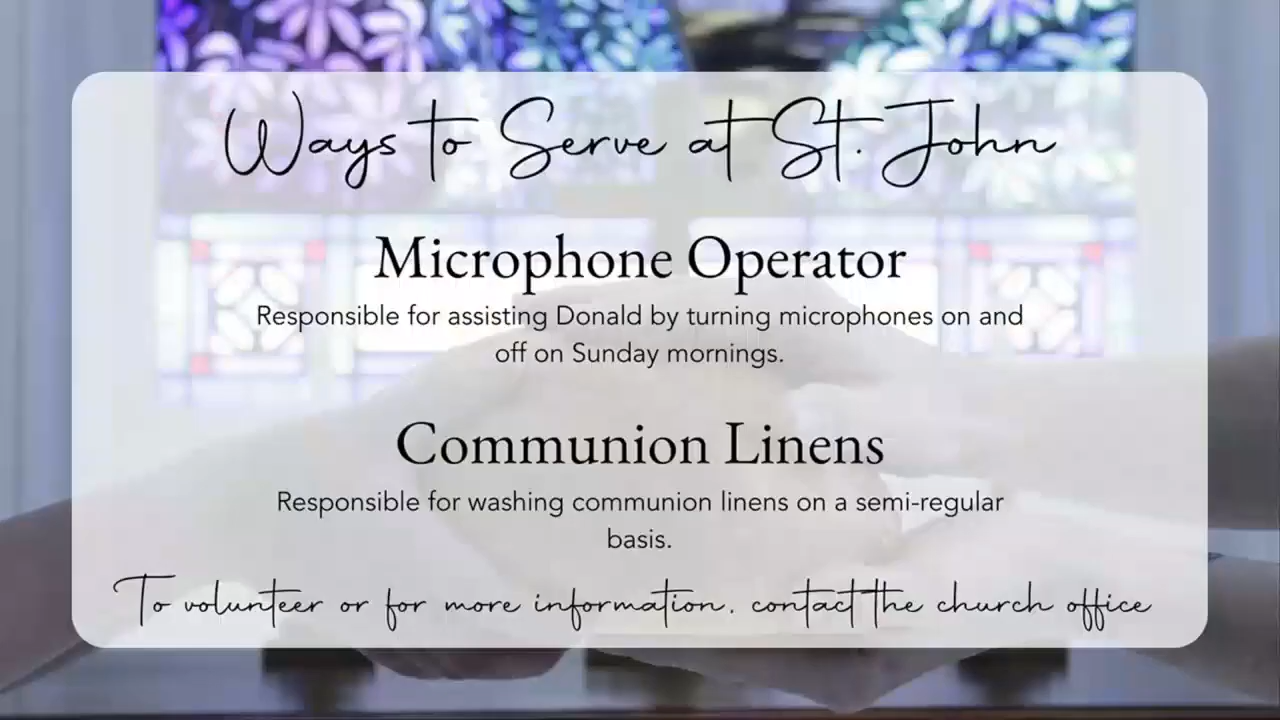 Ways to Serve at St. John
Microphone Operator
Responsible for assisting Donald by turning microphones on and
off on Sunday mornings.
Communion Linens
Responsible for washing communion linens on a semi-regular
basis.
To volunteer or for more information, contact the church office